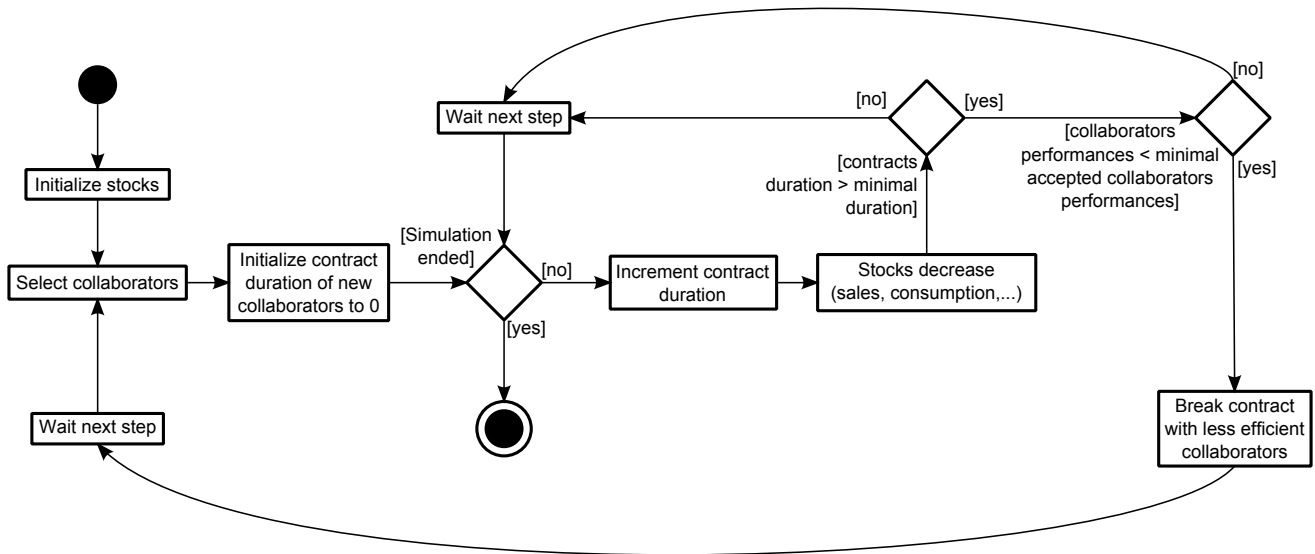 [no]
Wait next step
[no]
[yes]
[collaborators
performances < minimal
accepted collaborators
performances]
[yes]
[contracts
duration > minimal
duration]
Initialize stocks
[Simulation
ended]
Select collaborators
Initialize contract
duration of new
collaborators to 0
[no]
Increment contract
duration
Stocks decrease
(sales, consumption,...)
[yes]
Wait next step
Break contract
with less efficient
collaborators